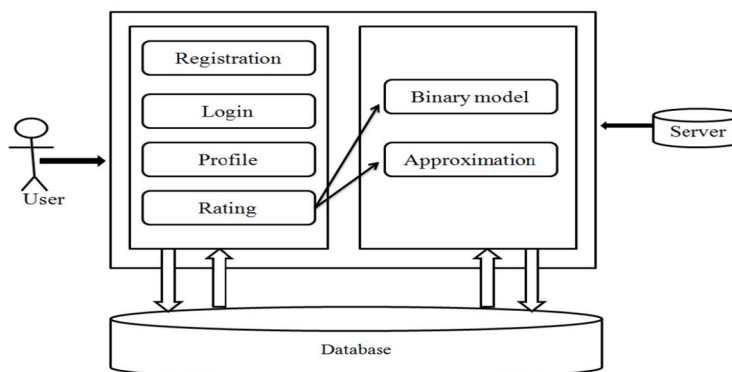 Registration
Login
Profile
Rating
Binary model
Approximation
User
Server
Database